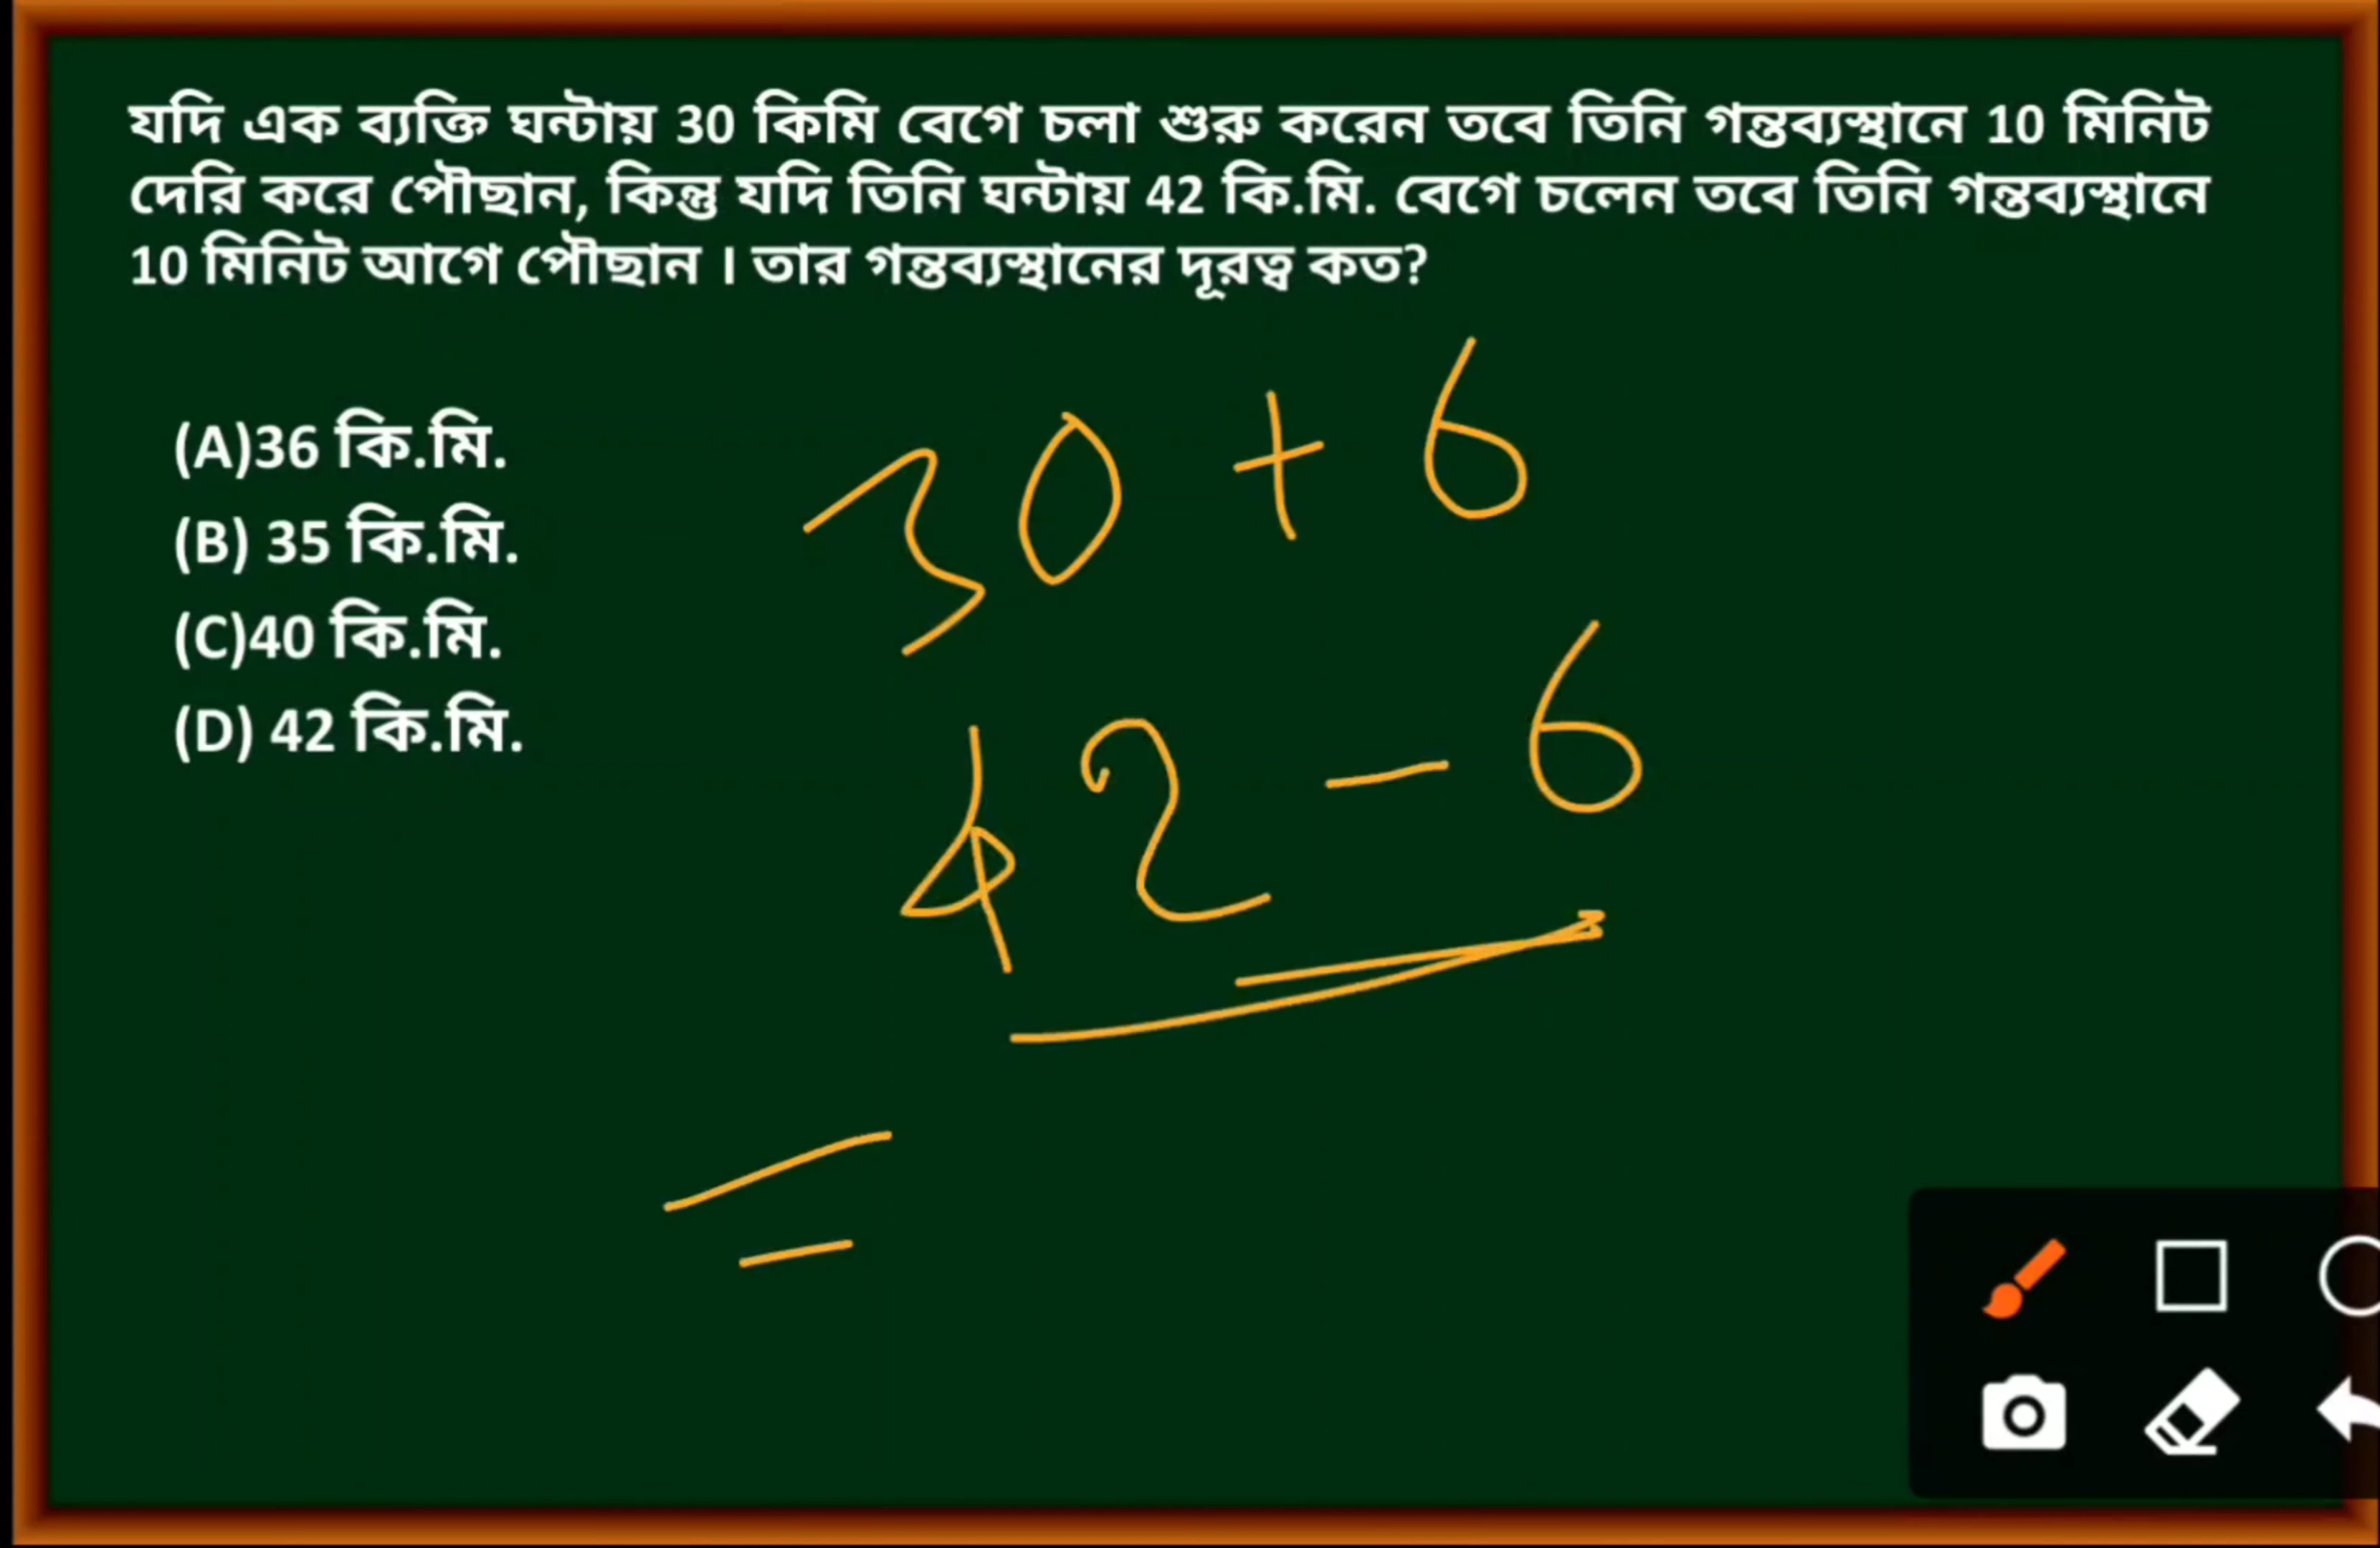 যদি এক ব্যক্তি ঘন্টায় 30 কিমি বেগে চলা শুরু করেন তবে তিনি গন্তব্যস্থানে 10 মিনিট
দেরি করে পৌছান, কিন্তু যদি তিনি ঘন্টায় 42 কি.মি. বেগে চলেন তবে তিনি গন্তব্যস্থানে
10 মিনিট আগে পৌছান । তার গন্তব্যস্থানের দূরত্ব কত?
(A)36 কি.মি.
(B) 35 কি.মি.
(C)40 কি.মি.
(D) 42 কি.মি.
30 + 6
42 - 6
=